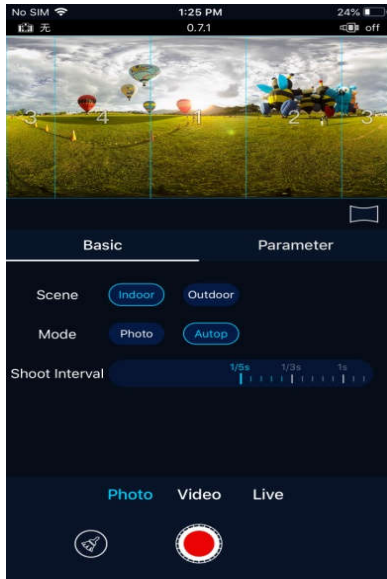 No SIM 1:25 PM 24%
无 0.7.1 off
3 4 1 2 3
Basic Parameter
Scene Indoor Outdoor
Mode Photo Autop
Shoot Interval 1/5s 1/3s 1s
Photo Video Live